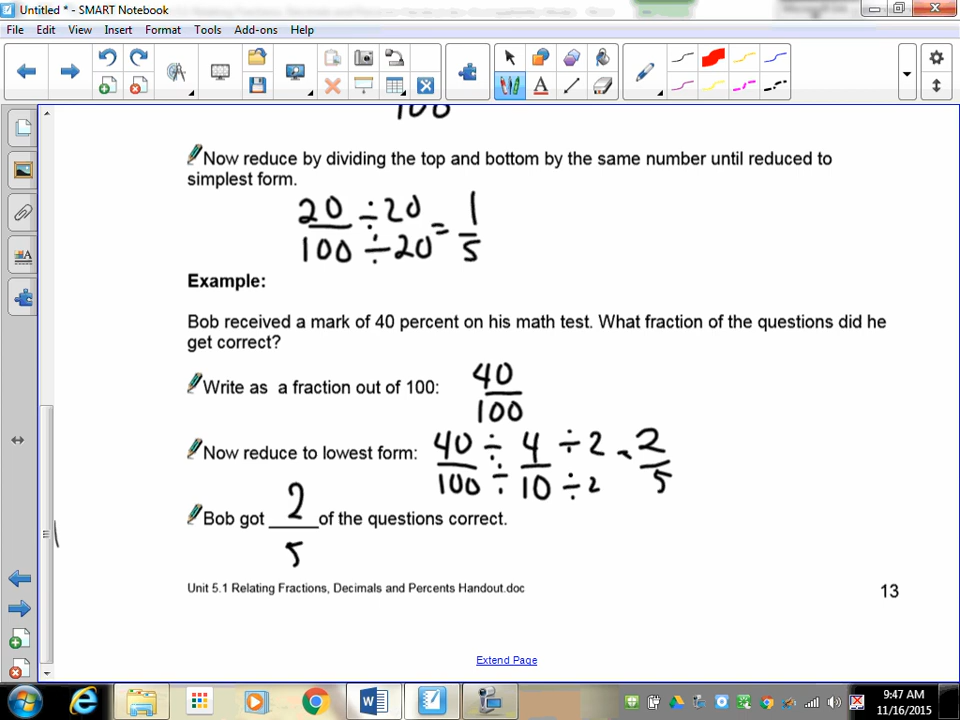 Untitled * - SMART Notebook
File Edit View Insert Format Tools Add-ons Help
100
Now reduce by dividing the top and bottom by the same number until reduced to
simplest form.
20 ÷20 1
100 ÷20 = 5
Example:
Bob received a mark of 40 percent on his math test. What fraction of the questions did he
get correct?
40
Write as a fraction out of 100:
100
Now reduce to lowest form: 40 ÷ 4 ÷2 2
100 ÷ 10 ÷2 5
2
Bob got ______of the questions correct.
5
Unit 5.1 Relating Fractions, Decimals and Percents Handout.doc
13
Extend Page
9:47 AM
11/16/2015